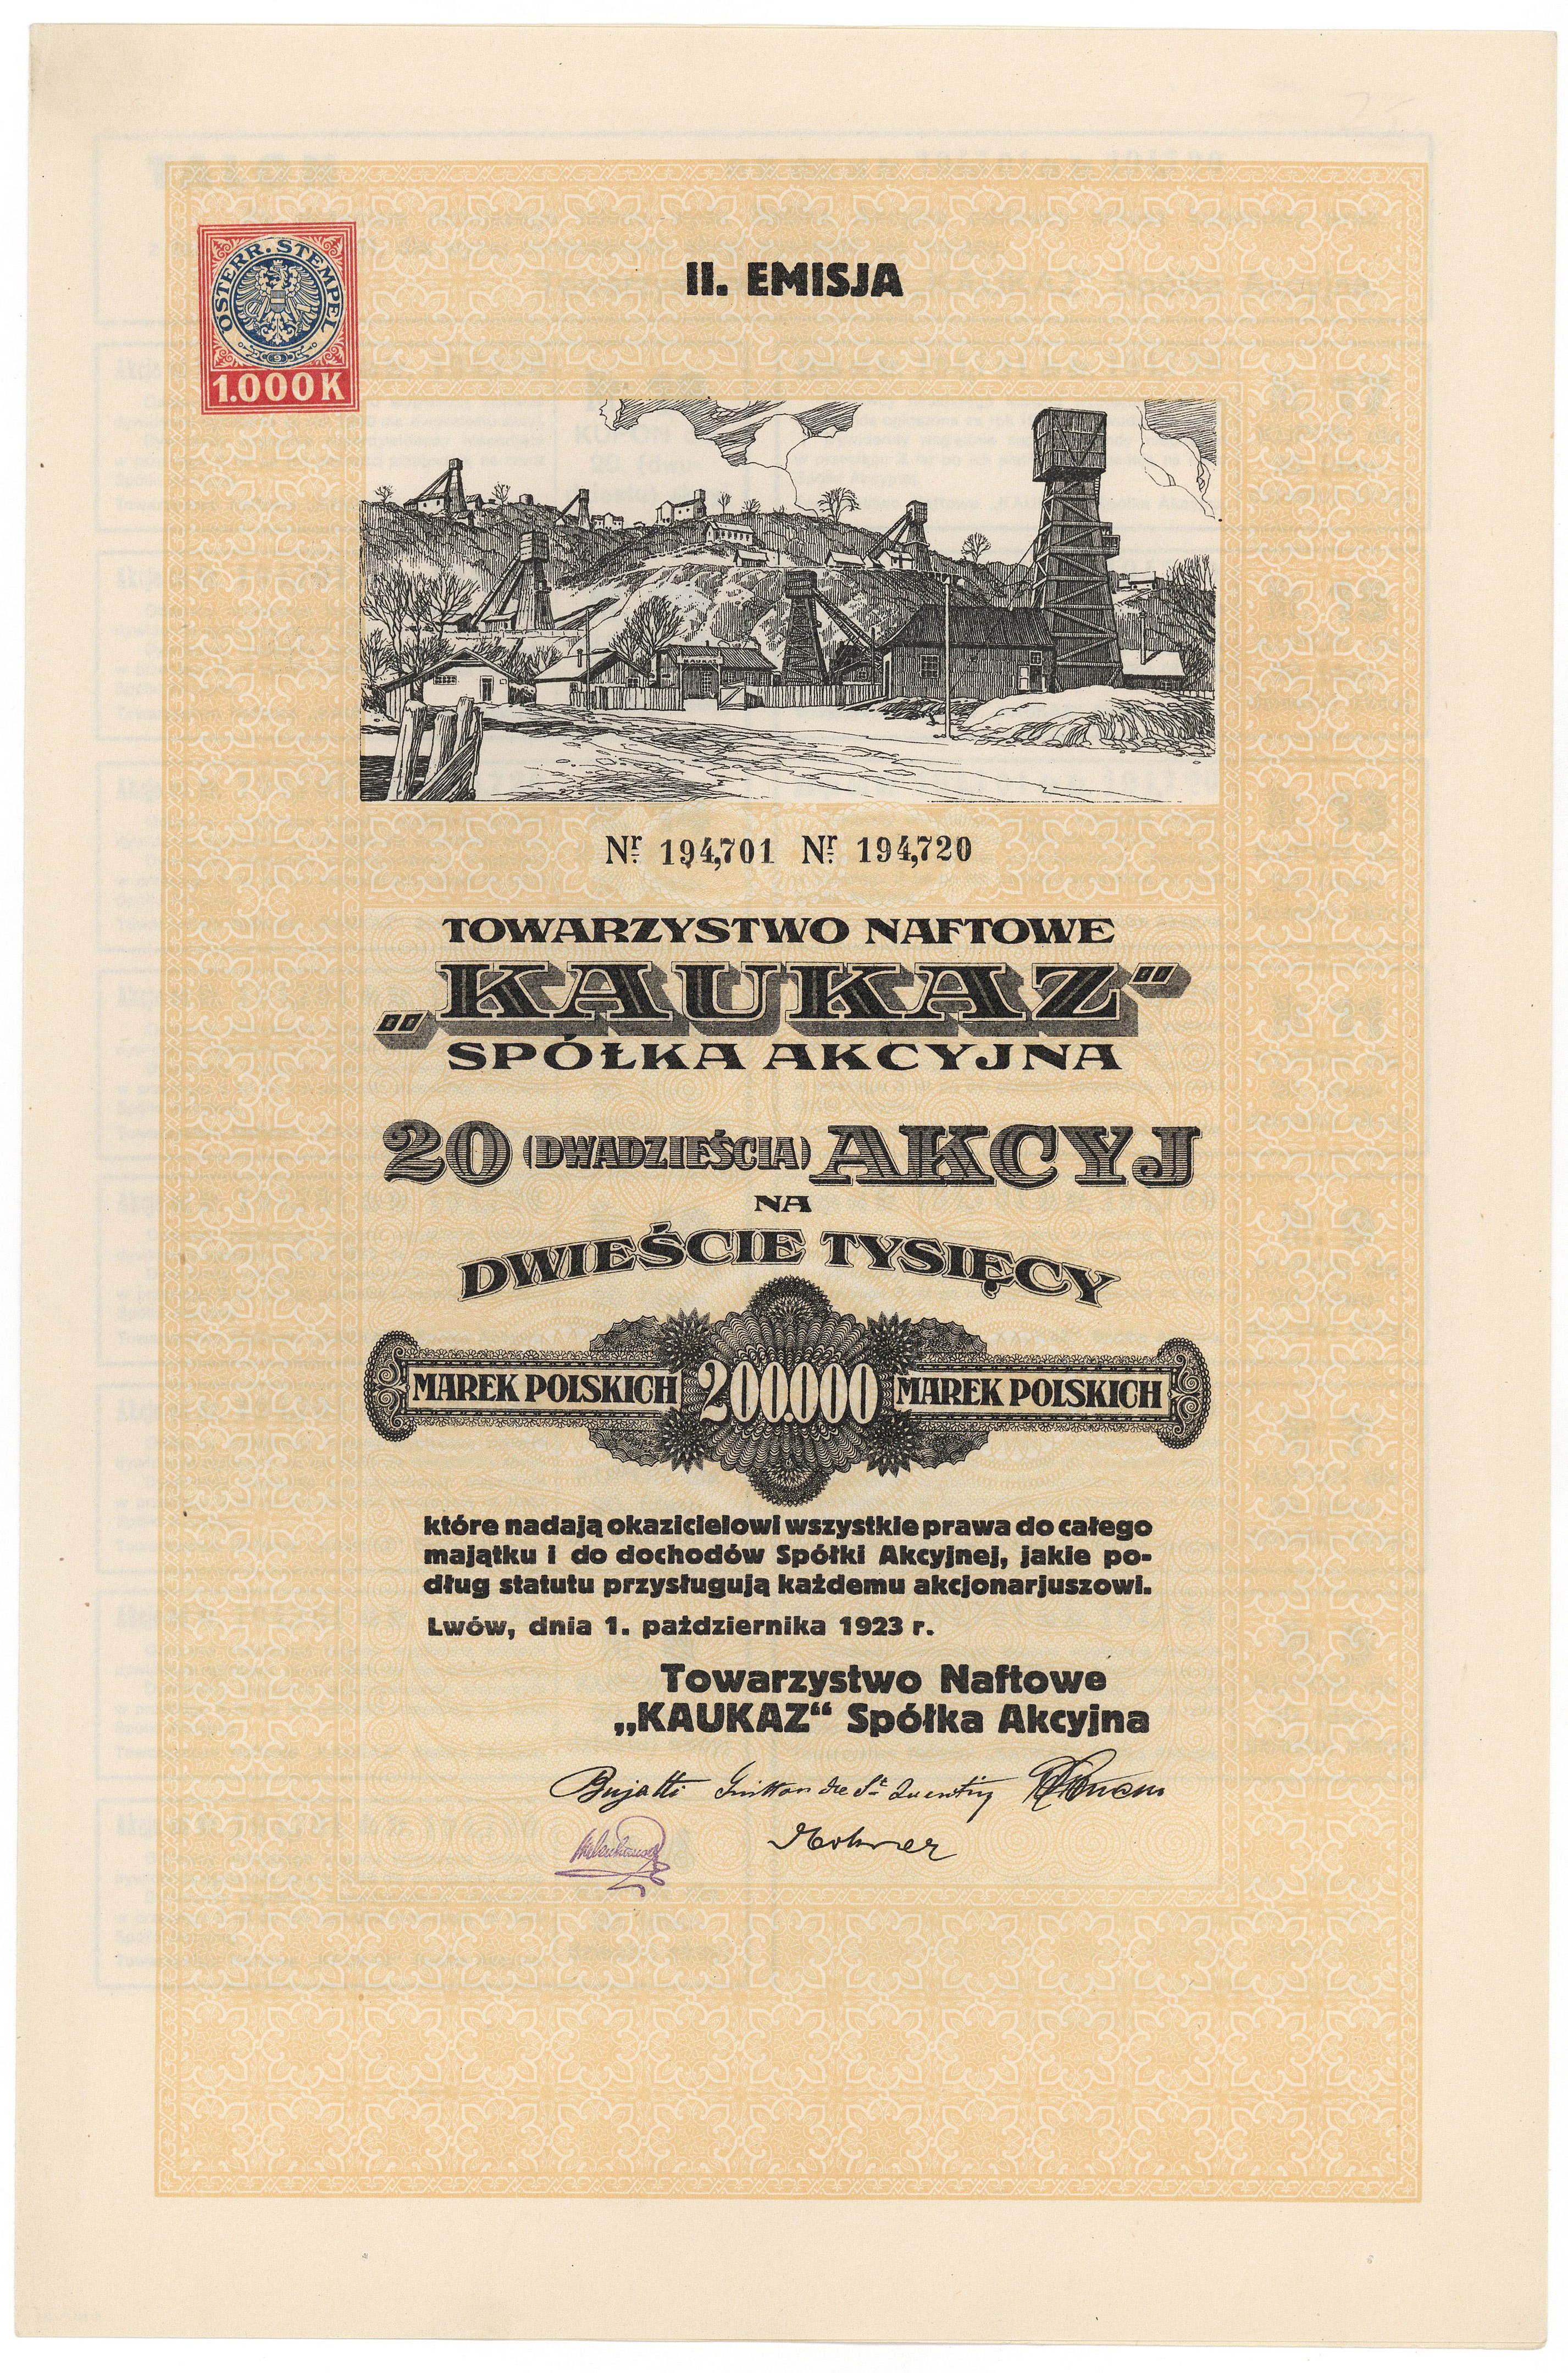 II. EMISJA
ÖSTERR. STEMPEL
1.000 K
KAUKAZ
Nr. 194,701 Nr. 194,720
TOWARZYSTWO NAFTOWE
„KAUKAZ”
SPÓŁKA AKCYJNA
20 (DWADZIEŚCIA) AKCYJ
NA
DWIEŚCIE TYSIĘCY
MAREK POLSKICH 200.000 MAREK POLSKICH
które nadają okazicielowi wszystkie prawa do całego
majątku i do dochodów Spółki Akcyjnej, jakie po-
dług statutu przysługują każdemu akcjonarjuszowi.
Lwów, dnia 1. października 1923 r.
Towarzystwo Naftowe
„KAUKAZ“ Spółka Akcyjna
Bujatti